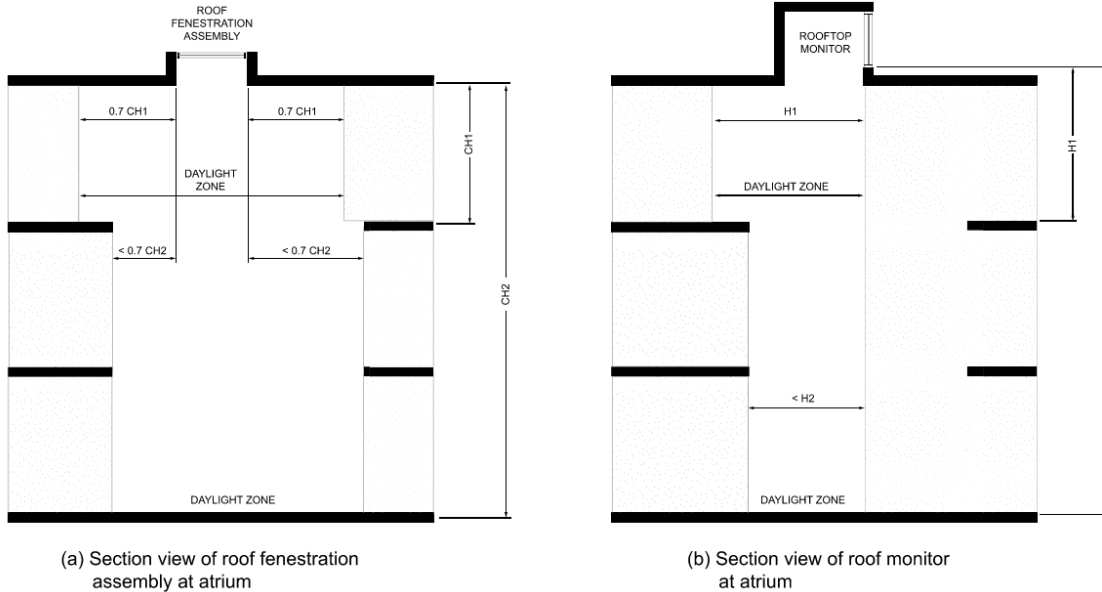 ROOF
FENESTRATION
ASSEMBLY
0.7 CH1
0.7 CH1
CH1
DAYLIGHT
ZONE
< 0.7 CH2
< 0.7 CH2
CH2
DAYLIGHT ZONE
(a) Section view of roof fenestration
assembly at atrium
ROOFTOP
MONITOR
H1
H1
DAYLIGHT ZONE
< H2
DAYLIGHT ZONE
(b) Section view of roof monitor
at atrium